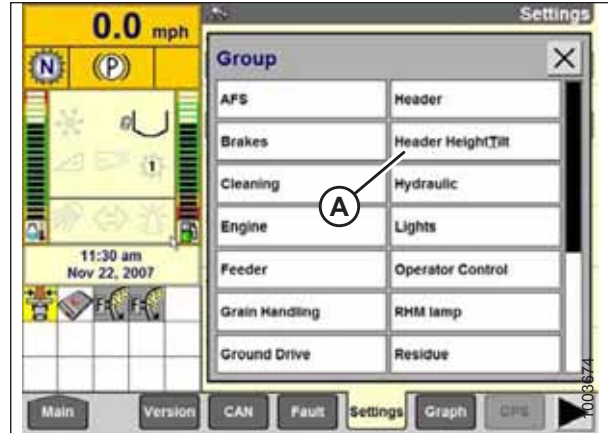 0.0 mph
Settings
N
(P)
Group
X
AFS
Header
Brakes
Header Height/Tilt
1
Cleaning
Hydraulic
A
Engine
Lights
11:30 am
Nov 22, 2007
Feeder
Operator Control
F
F
Grain Handling
RHM lamp
Ground Drive
Residue
Main
Version
CAN
Fault
Settings
Graph
GPS
1003674